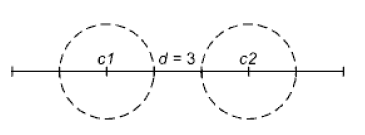 c1 d = 3 c2